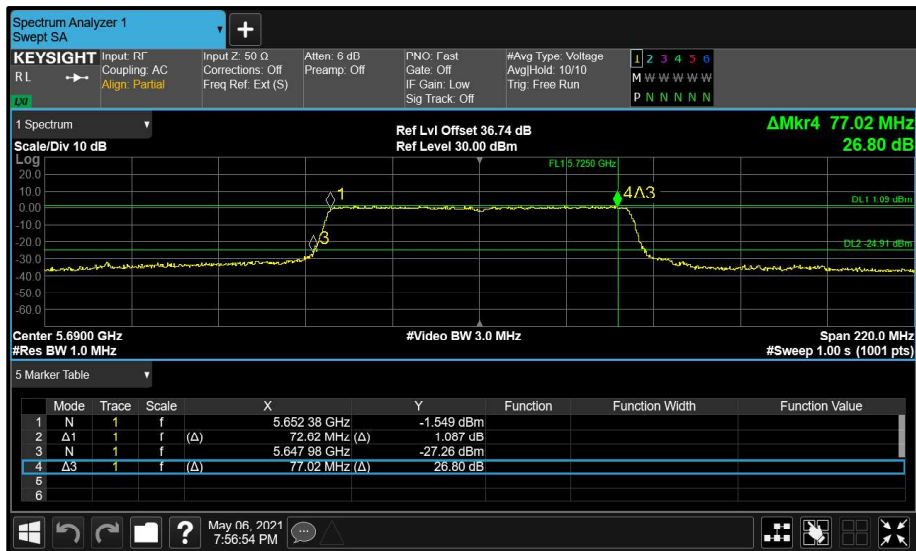 Spectrum Analyzer 1
Swept SA
+
KEYSIGHT Input: RF Input Z: 50 Ω Atten: 6 dB PNO: Fast #Avg Type: Voltage 1 2 3 4 5 6
RL Coupling: AC Corrections: Off Preamp: Off Gate: Off Avg|Hold: 10/10 M W W W W W
Align: Partial Freq Ref: Ext (S) IF Gain: Low Trig: Free Run
LXI Sig Track: Off P N N N N N
1 Spectrum
Ref Lvl Offset 36.74 dB ΔMkr4 77.02 MHz
Scale/Div 10 dB Ref Level 30.00 dBm 26.80 dB
Log
FL1 5.7250 GHz
20.0
10.0
1 4Δ3
DL1 1.09 dBm
0.00
-10.0
3
-20.0
DL2 -24.91 dBm
-30.0
-40.0
-50.0
-60.0
Center 5.6900 GHz #Video BW 3.0 MHz Span 220.0 MHz
#Res BW 1.0 MHz #Sweep 1.00 s (1001 pts)
5 Marker Table
Mode Trace Scale X Y Function Function Width Function Value
1 N 1 f 5.652 38 GHz -1.549 dBm
2 Δ1 1 f (Δ) 72.62 MHz (Δ) 1.087 dB
3 N 1 f 5.647 98 GHz -27.26 dBm
4 Δ3 1 f (Δ) 77.02 MHz (Δ) 26.80 dB
5
6
? May 06, 2021
7:56:54 PM